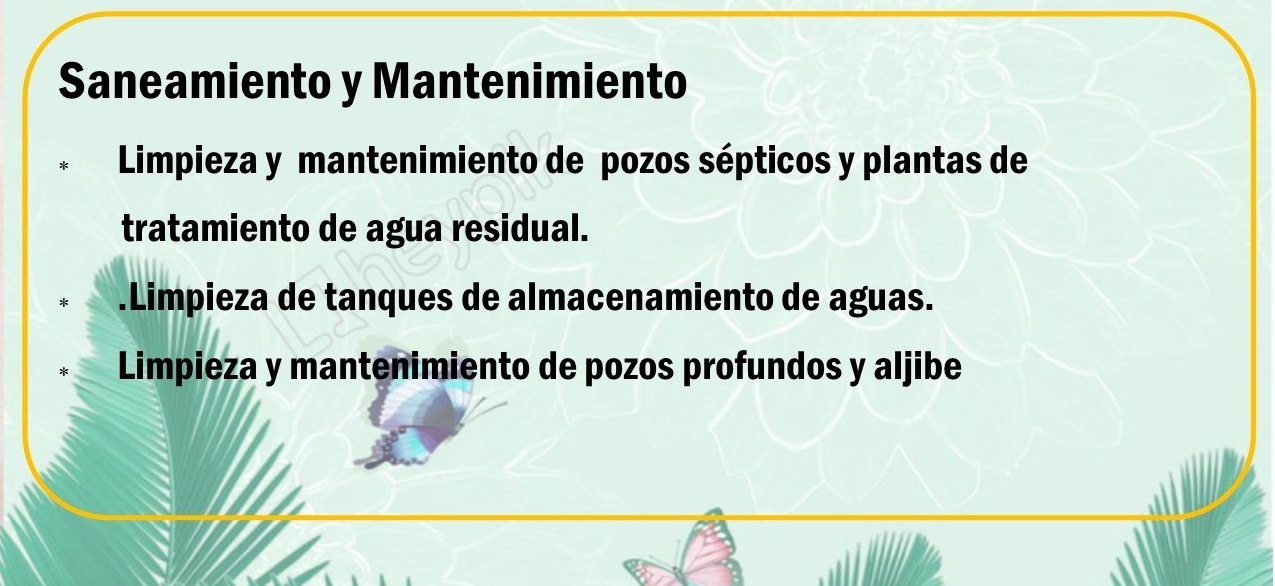 Saneamiento y Mantenimiento
* Limpieza y mantenimiento de pozos sépticos y plantas de
tratamiento de agua residual.
* .Limpieza de tanques de almacenamiento de aguas.
* Limpieza y mantenimiento de pozos profundos y aljibe
heypik